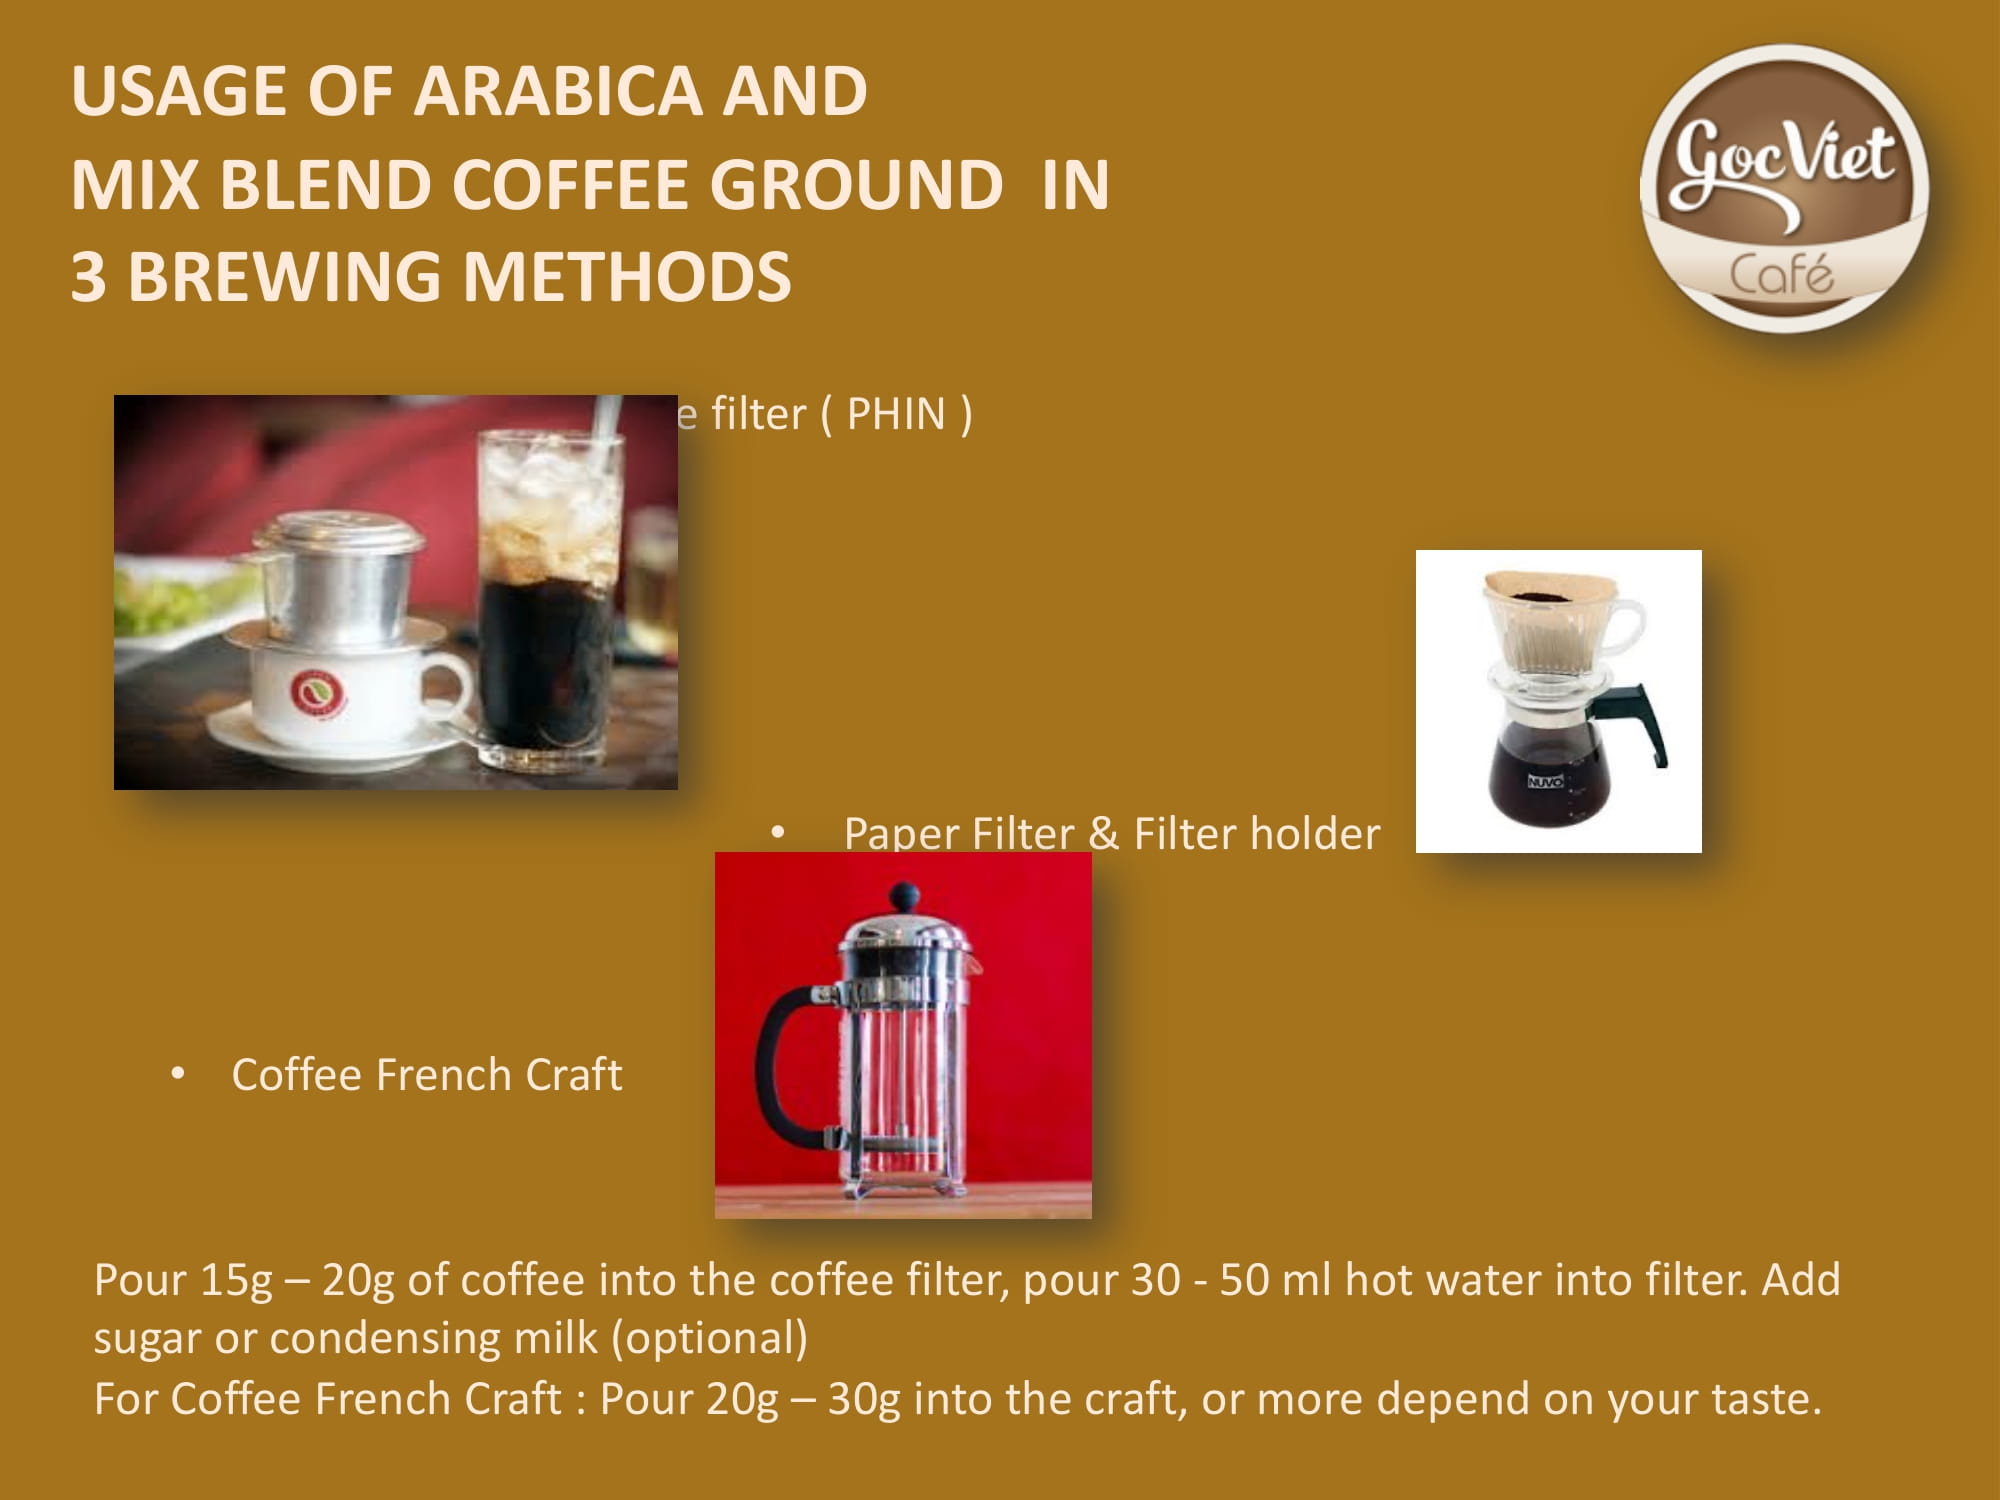 USAGE OF ARABICA AND
MIX BLEND COFFEE GROUND  IN
3 BREWING METHODS
GocViet
Café
e filter ( PHIN )
NUVO
• Paper Filter & Filter holder
• Coffee French Craft
Pour 15g – 20g of coffee into the coffee filter, pour 30 - 50 ml hot water into filter. Add
sugar or condensing milk (optional)
For Coffee French Craft : Pour 20g – 30g into the craft, or more depend on your taste.